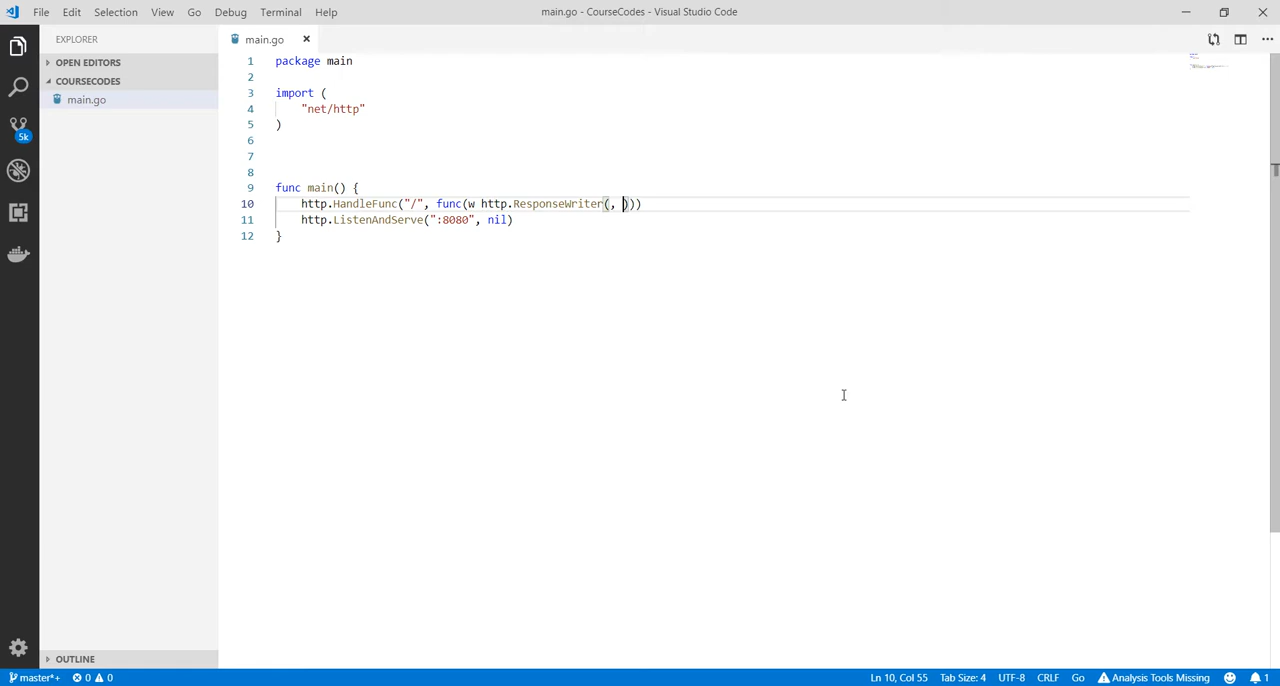 File Edit Selection View Go Debug Terminal Help main.go - CourseCodes - Visual Studio Code
EXPLORER
main.go
OPEN EDITORS
COURSECODES
main.go
5k
1 package main
2
3 import (
4 "net/http"
5 )
6
7
8
9 func main() {
10 http.HandleFunc("/", func(w http.ResponseWriter(, )))
11 http.ListenAndServe(":8080", nil)
12 }
OUTLINE
master*+ 0 0 Ln 10, Col 55 Tab Size: 4 UTF-8 CRLF Go Analysis Tools Missing 1